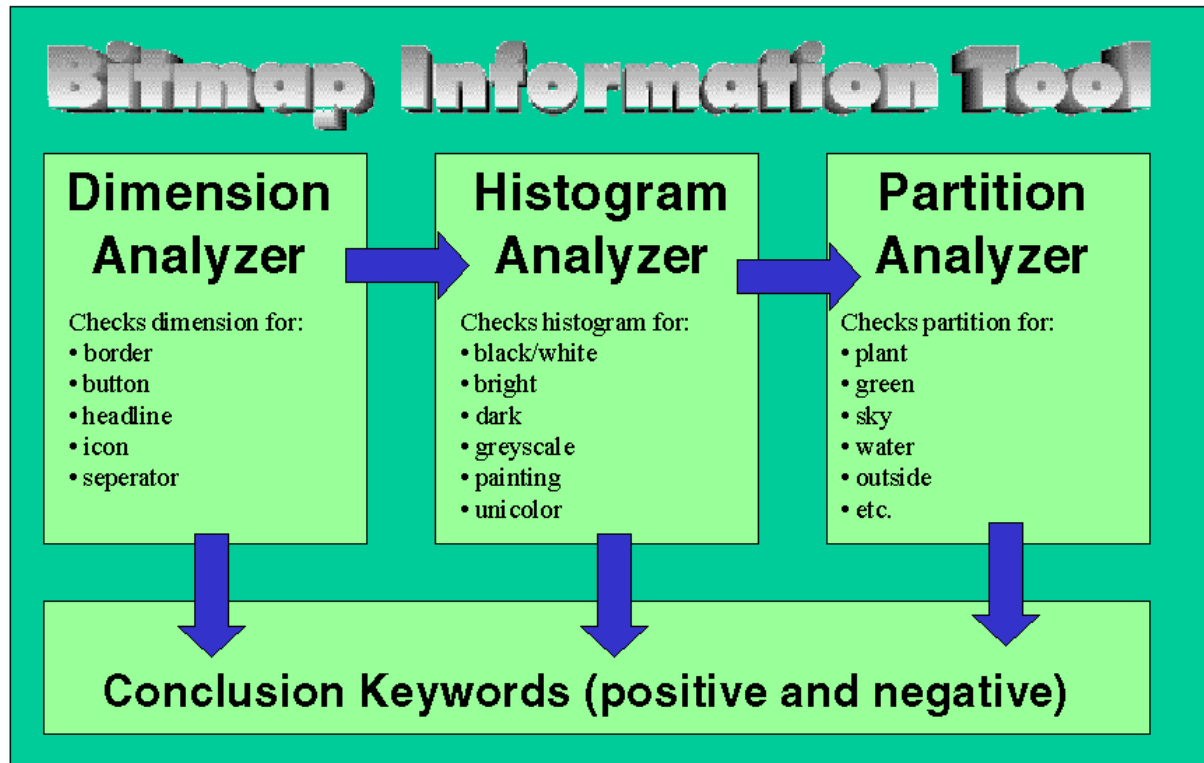 Bitmap Information Tool
Dimension
Analyzer
Checks dimension for:
• border
• button
• headline
• icon
• seperator
Histogram
Analyzer
Checks histogram for:
• black/white
• bright
• dark
• greyscale
• painting
• unicolor
Partition
Analyzer
Checks partition for:
• plant
• green
• sky
• water
• outside
• etc.
Conclusion Keywords (positive and negative)